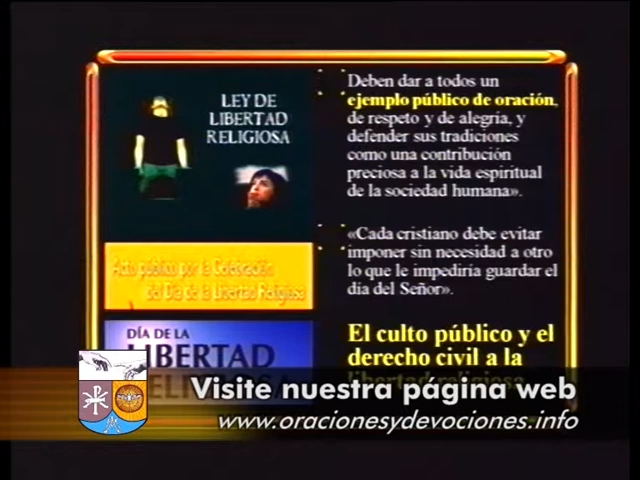 LEY DE
LIBERTAD
RELIGIOSA
Acto público por la Celebración
del Día de la Libertad Religiosa
DÍA DE LA
LIBERTAD
RELIGIOSA
Deben dar a todos un
ejemplo público de oración,
de respeto y de alegría, y
defender sus tradiciones
como una contribución
preciosa a la vida espiritual
de la sociedad humana».
«Cada cristiano debe evitar
imponer sin necesidad a otro
lo que le impediría guardar el
día del Señor».
El culto público y el
derecho civil a la
libertad religiosa
Visite nuestra página web
www.oracionesydevociones.info